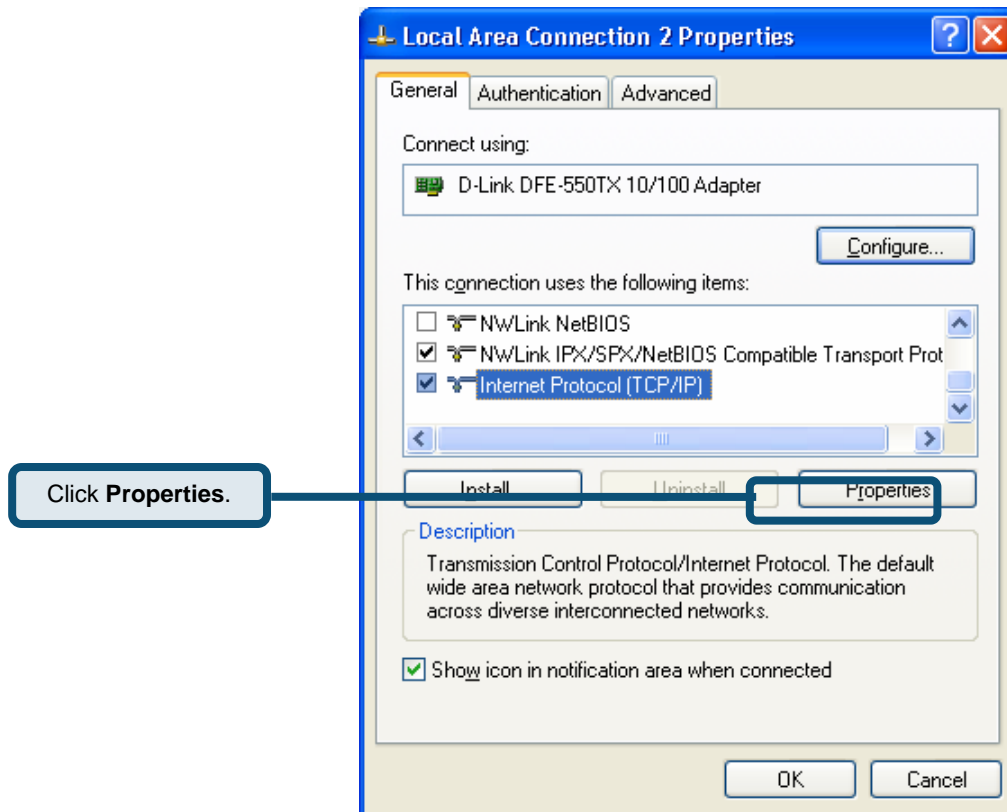 Local Area Connection 2 Properties
General Authentication Advanced
Connect using:
D-Link DFE-550TX 10/100 Adapter
Configure...
This connection uses the following items:
NWLink NetBIOS
NWLink IPX/SPX/NetBIOS Compatible Transport Prot
Internet Protocol (TCP/IP)
Click Properties.
Install... Uninstall Properties
Description
Transmission Control Protocol/Internet Protocol. The default
wide area network protocol that provides communication
across diverse interconnected networks.
Show icon in notification area when connected
OK Cancel